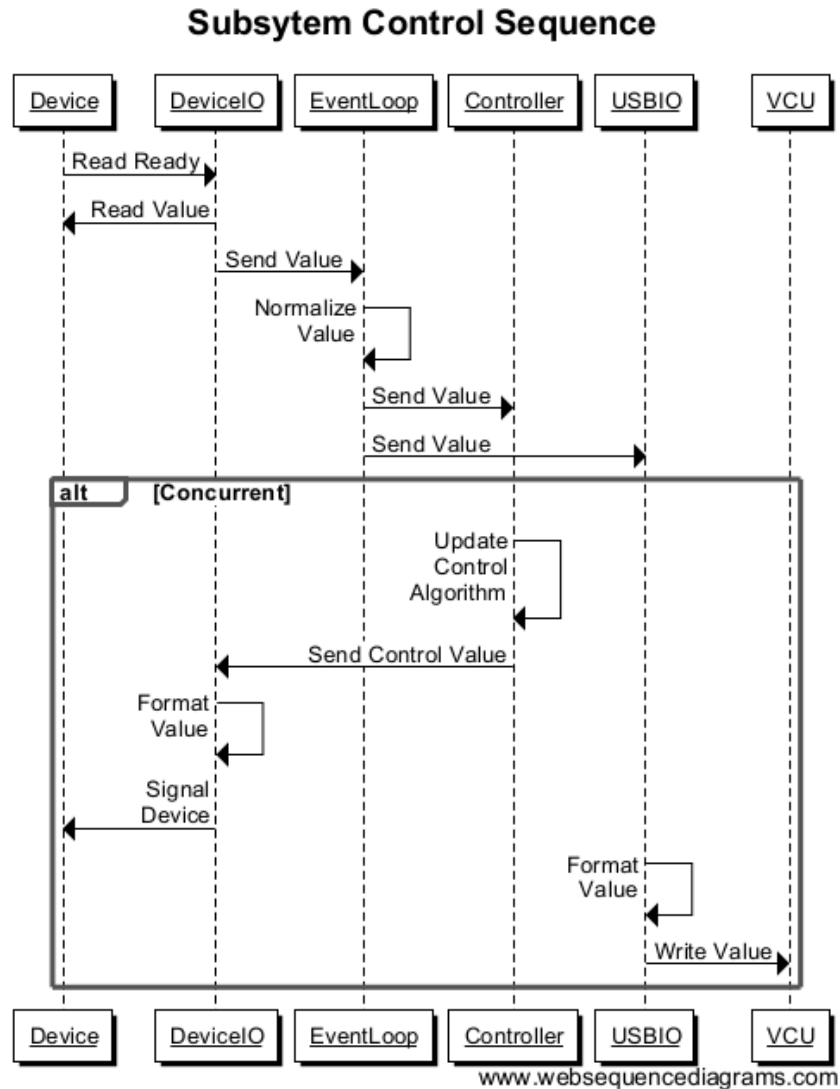 Subsytem Control Sequence
Device DeviceIO EventLoop Controller USBIO VCU
Read Ready
Read Value
Send Value
Normalize
Value
Send Value
Send Value
alt [Concurrent]
Update
Control
Algorithm
Send Control Value
Format
Value
Signal
Device
Format
Value
Write Value
Device DeviceIO EventLoop Controller USBIO VCU
www.websequencediagrams.com